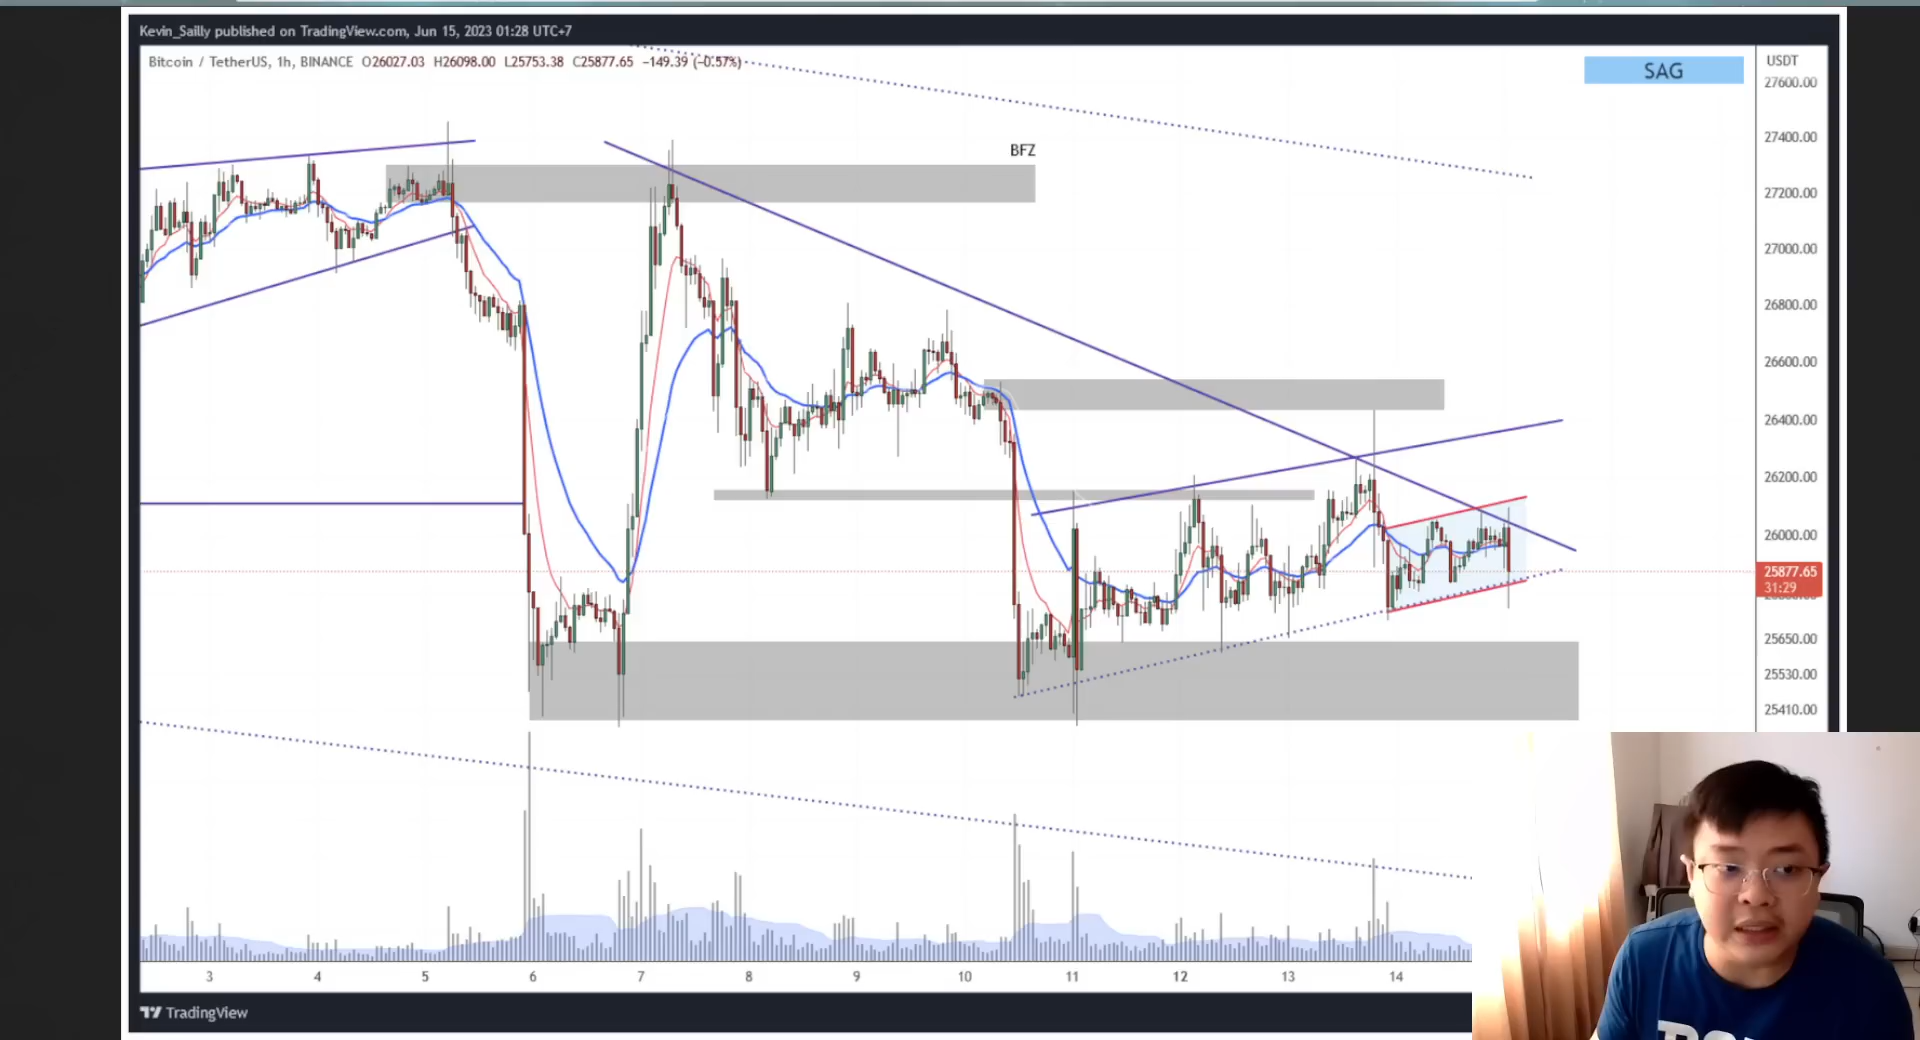 Kevin_Sailly published on TradingView.com, Jun 15, 2023 01:28 UTC+7
Bitcoin / TetherUS, 1h, BINANCE O26027.03 H26098.00 L25753.38 C25877.65 −149.39 (−0.57%)
SAG
USDT
27600.00
27400.00
27200.00
27000.00
26800.00
26600.00
26400.00
26200.00
26000.00
25877.65
31:29
25650.00
25530.00
25410.00
BFZ
3 4 5 6 7 8 9 10 11 12 13 14
TradingView